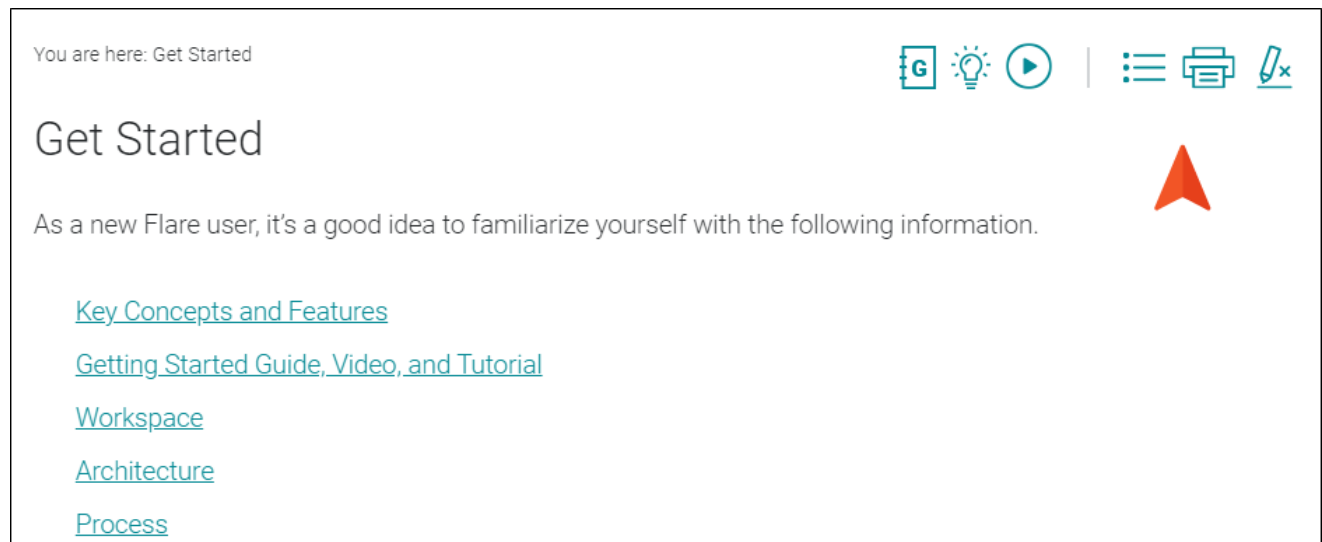 You are here: Get Started
G
Get Started
As a new Flare user, it’s a good idea to familiarize yourself with the following information.
Key Concepts and Features
Getting Started Guide, Video, and Tutorial
Workspace
Architecture
Process